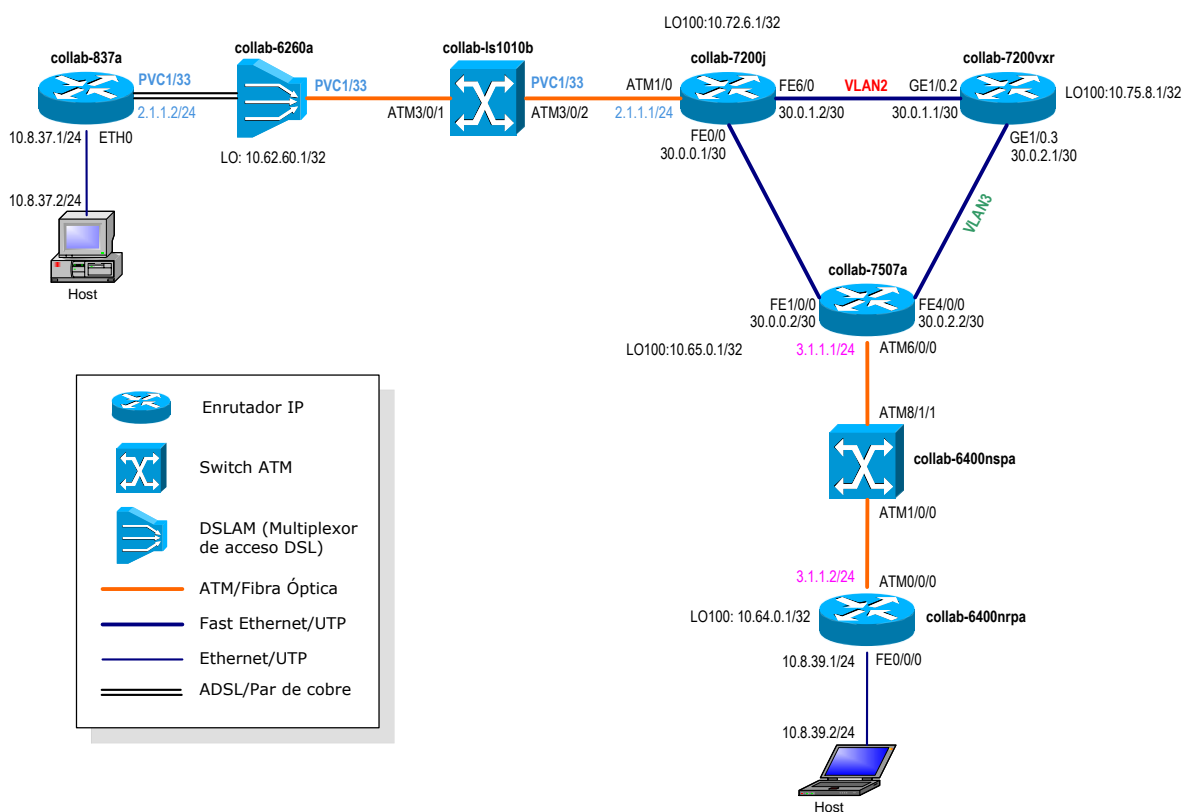 LO100:10.72.6.1/32
collab-837a
collab-6260a
collab-ls1010b
collab-7200j
collab-7200vxr
PVC1/33
PVC1/33
PVC1/33
ATM1/0
FE6/0
VLAN2
GE1/0.2
LO100:10.75.8.1/32
2.1.1.2/24
ATM3/0/1
ATM3/0/2
2.1.1.1/24
30.0.1.2/30
30.0.1.1/30
10.8.37.1/24
ETH0
FE0/0
30.0.0.1/30
GE1/0.3
30.0.2.1/30
LO: 10.62.60.1/32
10.8.37.2/24
VLAN3
Host
collab-7507a
FE1/0/0
30.0.0.2/30
FE4/0/0
30.0.2.2/30
LO100:10.65.0.1/32
3.1.1.1/24
ATM6/0/0
Enrutador IP
ATM8/1/1
Switch ATM
collab-6400nspa
ATM1/0/0
DSLAM (Multiplexor
de acceso DSL)
3.1.1.2/24
ATM0/0/0
ATM/Fibra Óptica
LO100: 10.64.0.1/32
collab-6400nrpa
Fast Ethernet/UTP
Ethernet/UTP
10.8.39.1/24
FE0/0/0
ADSL/Par de cobre
10.8.39.2/24
Host